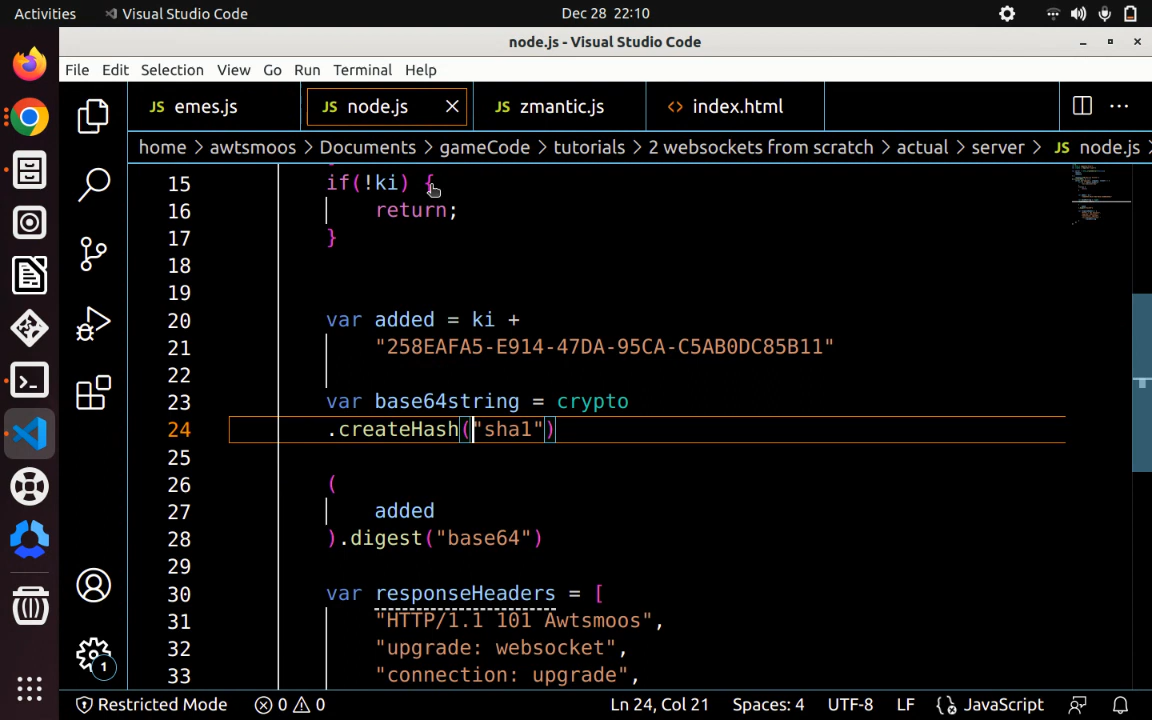 Activities
Visual Studio Code
Dec 28 22:10
node.js - Visual Studio Code
File Edit Selection View Go Run Terminal Help
JS emes.js
JS node.js
JS zmantic.js
<> index.html
home > awtsmoos > Documents > gameCode > tutorials > 2 websockets from scratch > actual > server > JS node.js >
15 if(!ki) {
16 return;
17 }
18
19
20 var added = ki +
21 "258EAFA5-E914-47DA-95CA-C5AB0DC85B11"
22
23 var base64string = crypto
24 .createHash("sha1")
25
26 (
27 added
28 ).digest("base64")
29
30 var responseHeaders = [
31 "HTTP/1.1 101 Awtsmoos",
32 "upgrade: websocket",
33 "connection: upgrade",
1
Restricted Mode 0 0 Ln 24, Col 21 Spaces: 4 UTF-8 LF JavaScript